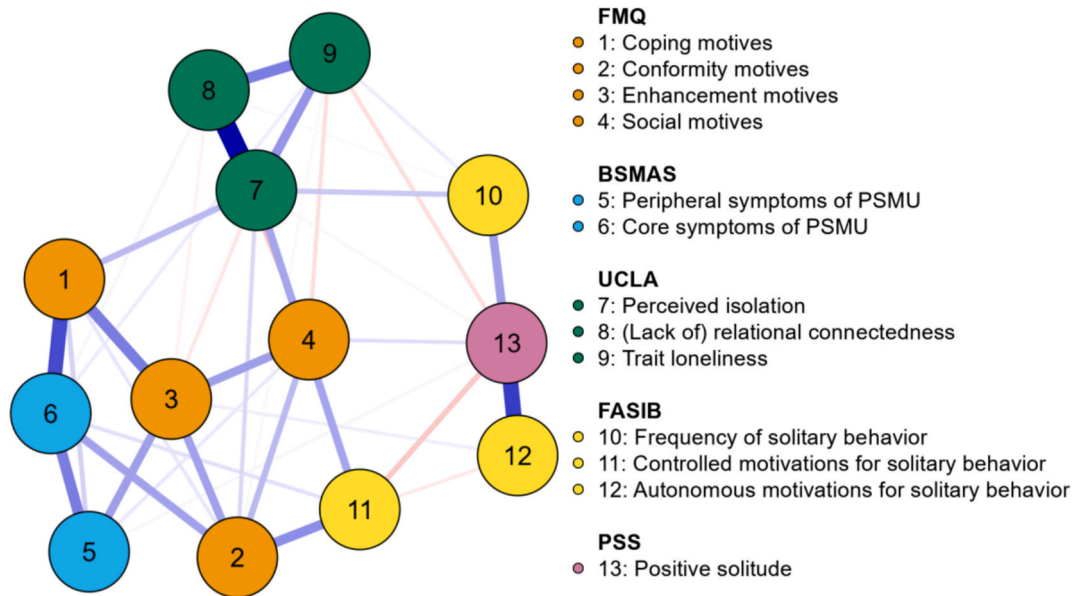 9
8
7
10
1
4
13
3
6
12
11
5
2
FMQ
1: Coping motives
2: Conformity motives
3: Enhancement motives
4: Social motives
BSMAS
5: Peripheral symptoms of PSMU
6: Core symptoms of PSMU
UCLA
7: Perceived isolation
8: (Lack of) relational connectedness
9: Trait loneliness
FASIB
10: Frequency of solitary behavior
11: Controlled motivations for solitary behavior
12: Autonomous motivations for solitary behavior
PSS
13: Positive solitude